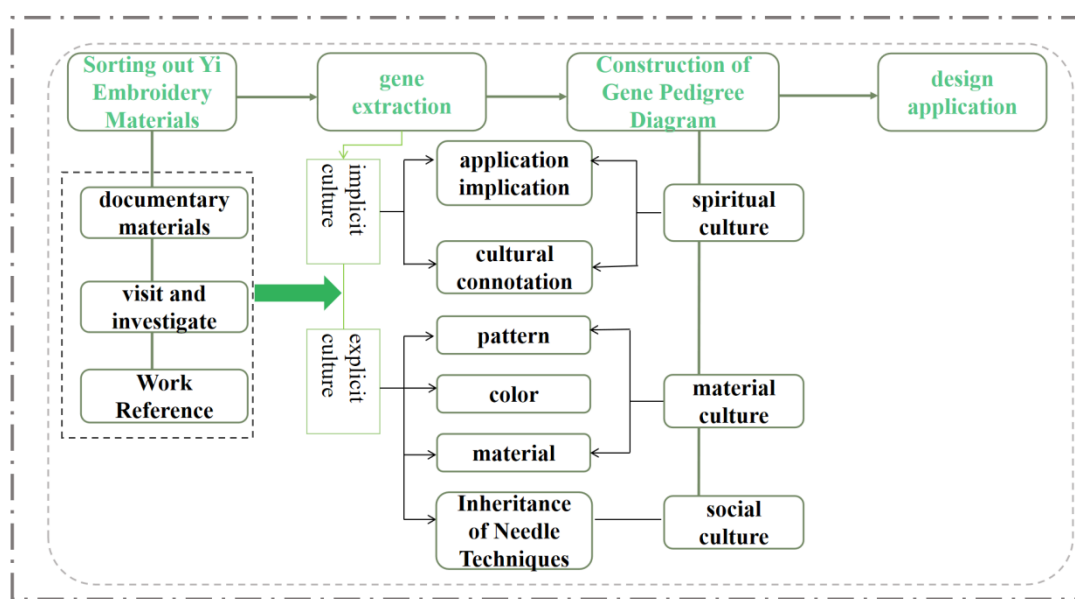 Sorting out Yi
Embroidery
Materials
gene
extraction
Construction of
Gene Pedigree
Diagram
design
application
documentary
materials
visit and
investigate
Work
Reference
implicit
culture
explicit
culture
application
implication
cultural
connotation
pattern
color
material
Inheritance
of Needle
Techniques
spiritual
culture
material
culture
social
culture